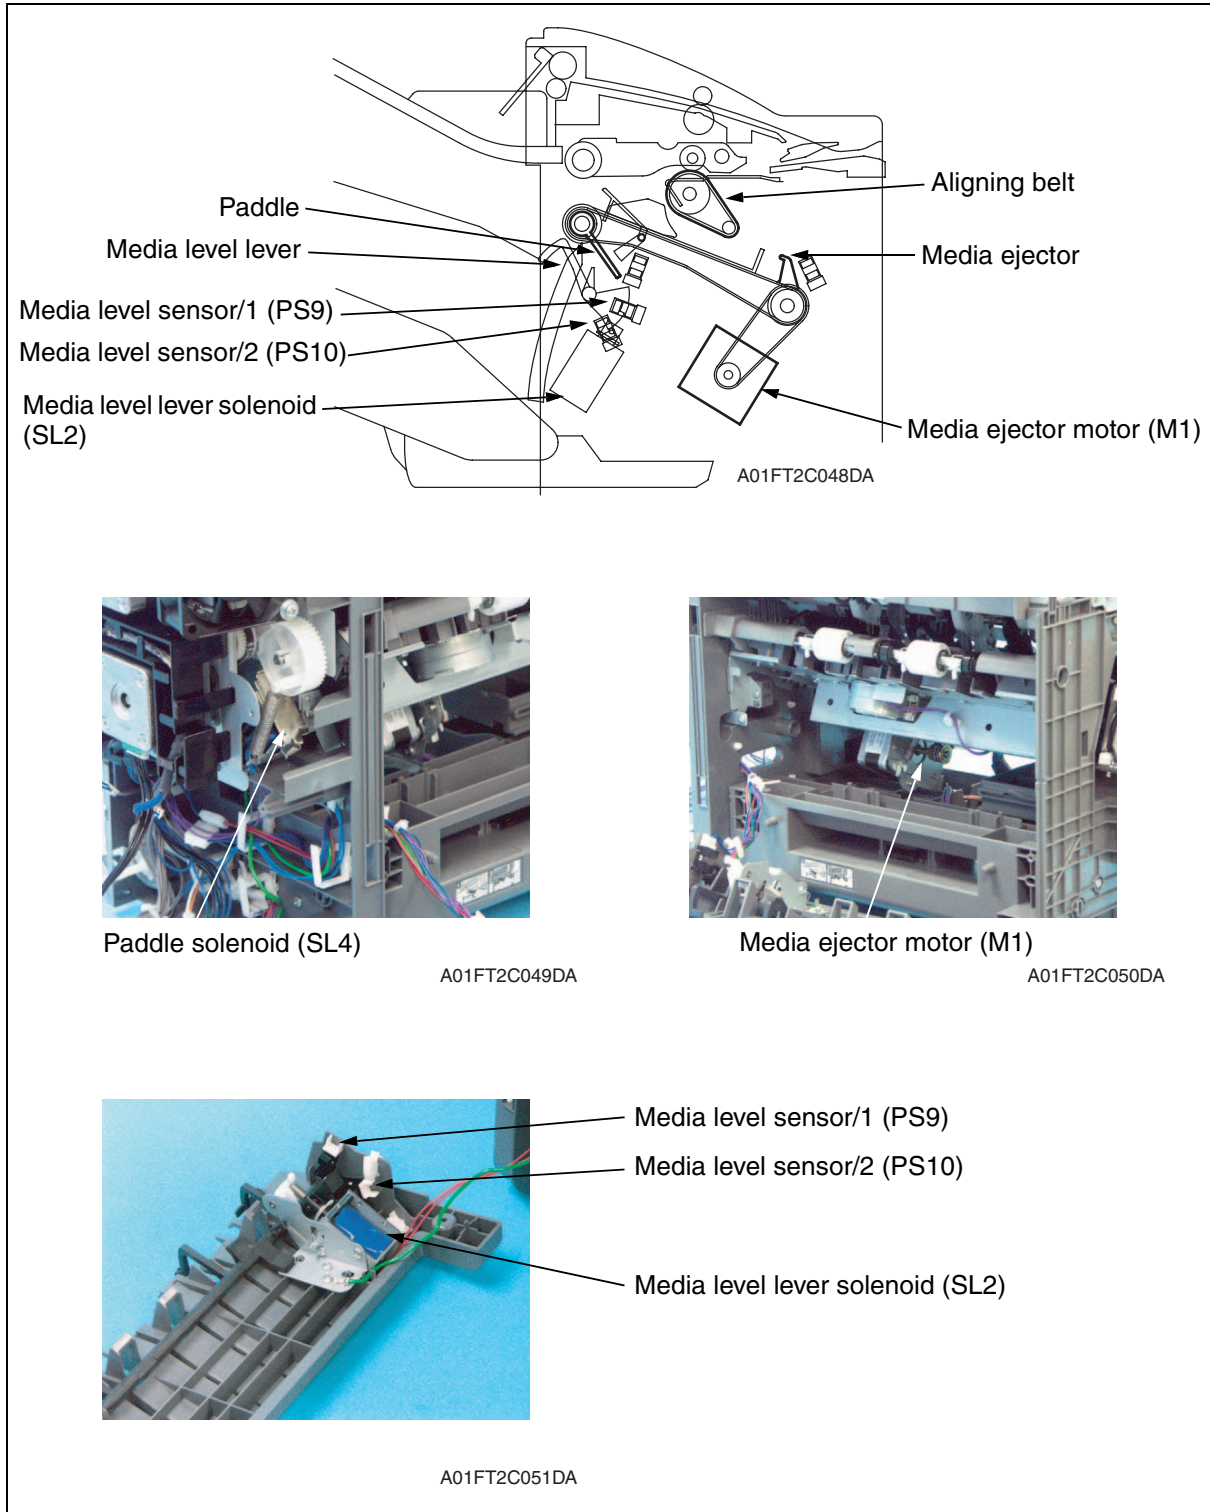 Aligning belt
Paddle
Media level lever
Media ejector
Media level sensor/1 (PS9)
Media level sensor/2 (PS10)
Media level lever solenoid
(SL2)
Media ejector motor (M1)
A01FT2C048DA
Paddle solenoid (SL4)
A01FT2C049DA
Media ejector motor (M1)
A01FT2C050DA
Media level sensor/1 (PS9)
Media level sensor/2 (PS10)
Media level lever solenoid (SL2)
A01FT2C051DA